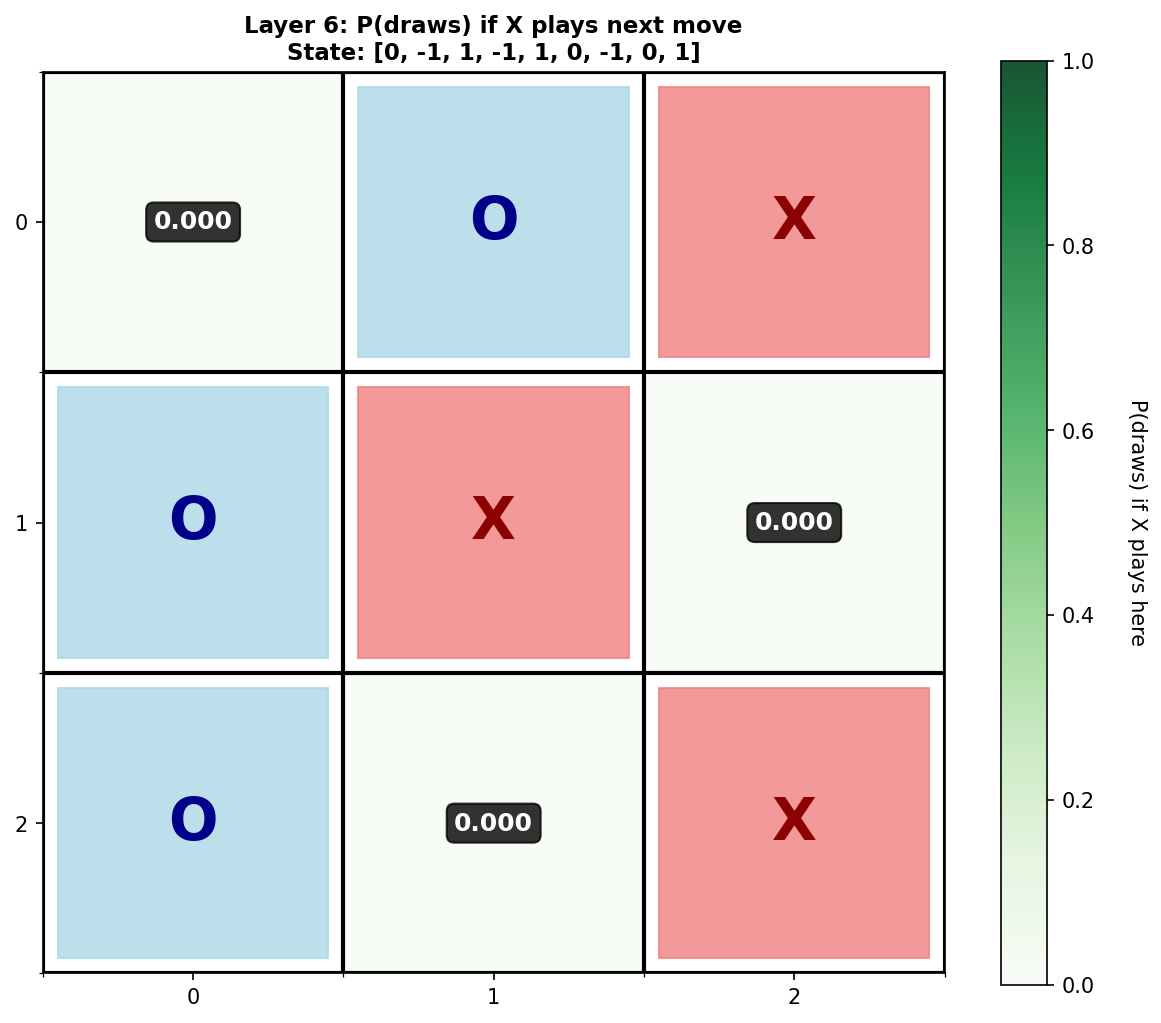 Layer 6: P(draws) if X plays next move
State: [0, -1, 1, -1, 1, 0, -1, 0, 1]
0
0.000
O
X
1
O
X
0.000
2
O
0.000
X
0
1
2
1.0
0.8
0.6
0.4
0.2
0.0
P(draws) if X plays here